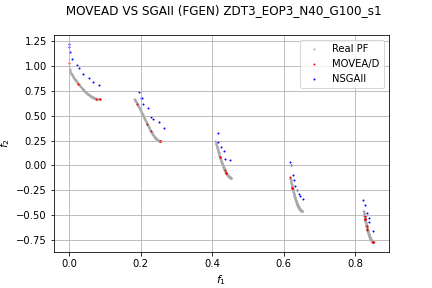 MOVEAD VS SGAII (FGEN) ZDT3_EOP3_N40_G100_s1
Real PF
MOVEA/D
NSGAII
1.25
1.00
0.75
0.50
0.25
0.00
−0.25
−0.50
−0.75
f2
0.0 0.2 0.4 0.6 0.8
f1